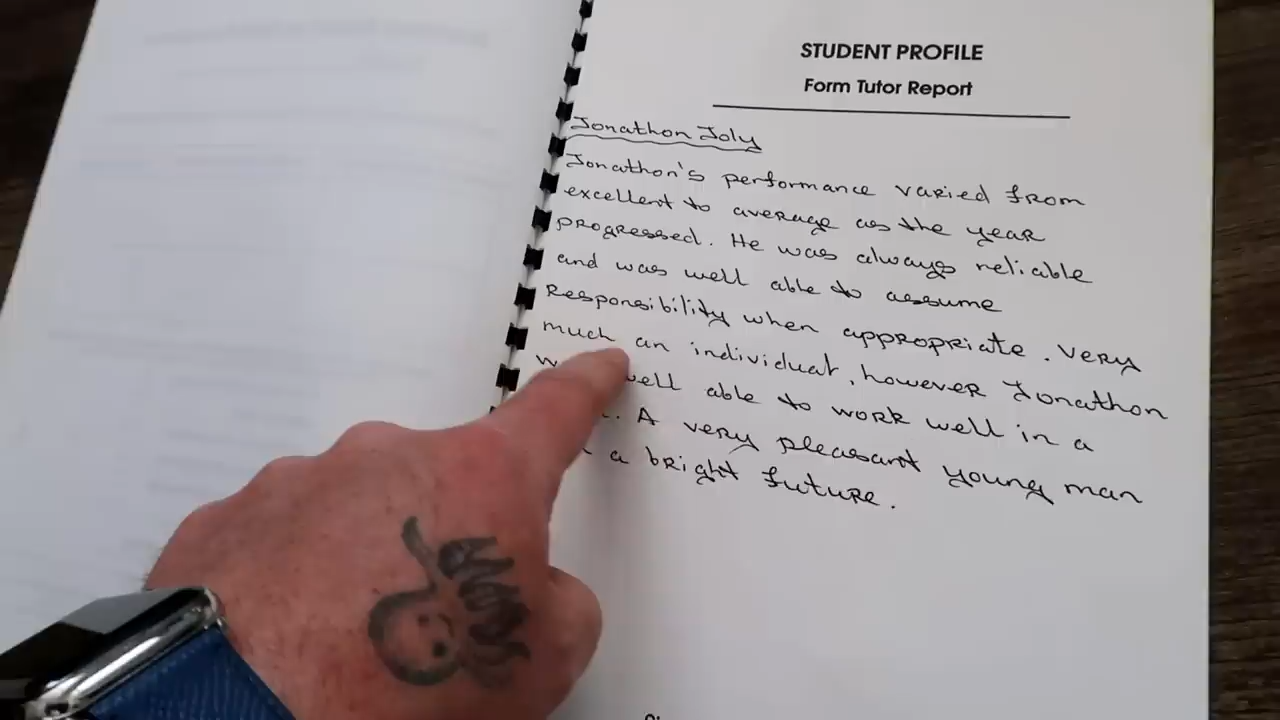 STUDENT PROFILE
Form Tutor Report
Jonathon Joly
Jonathon's performance varied from
excellent to average as the year
progressed. He was always reliable
and was well able to assume
Responsibility when appropriate. Very
much an individual, however Jonathon
well able to work well in a
. A very pleasant young man
a bright future.